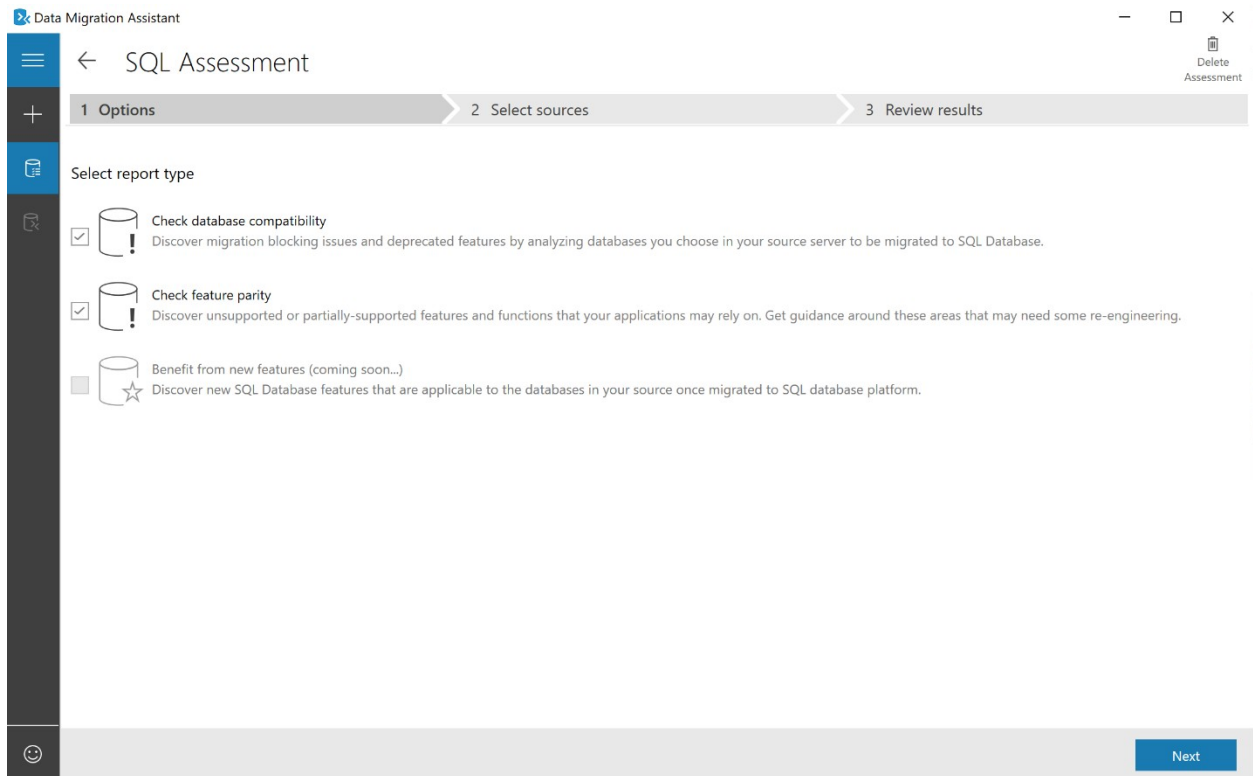 Data Migration Assistant
SQL Assessment
Delete
Assessment
1 Options
2 Select sources
3 Review results
Select report type
Check database compatibility
Discover migration blocking issues and deprecated features by analyzing databases you choose in your source server to be migrated to SQL Database.
Check feature parity
Discover unsupported or partially-supported features and functions that your applications may rely on. Get guidance around these areas that may need some re-engineering.
Benefit from new features (coming soon...)
Discover new SQL Database features that are applicable to the databases in your source once migrated to SQL database platform.
Next